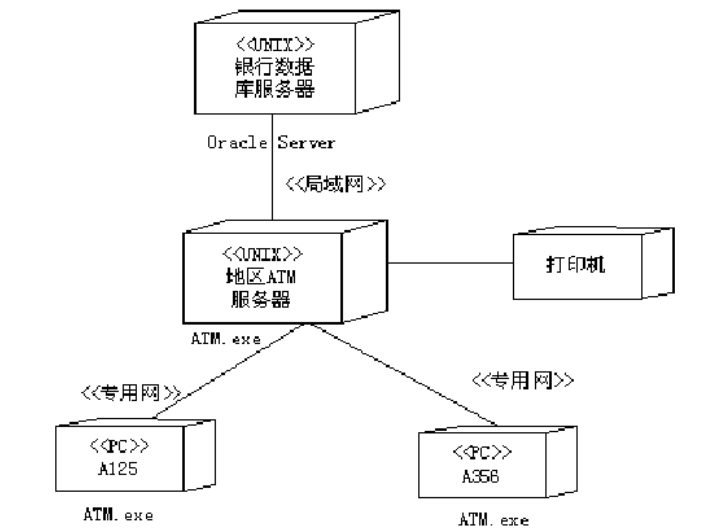 <<UNIX>>
银行数据
库服务器
Oracle Server
<<局域网>>
<<UNIX>>
地区ATM
服务器
打印机
ATM.exe
<<专用网>>
<<专用网>>
<<PC>>
A125
<<PC>>
A356
ATM.exe
ATM.exe